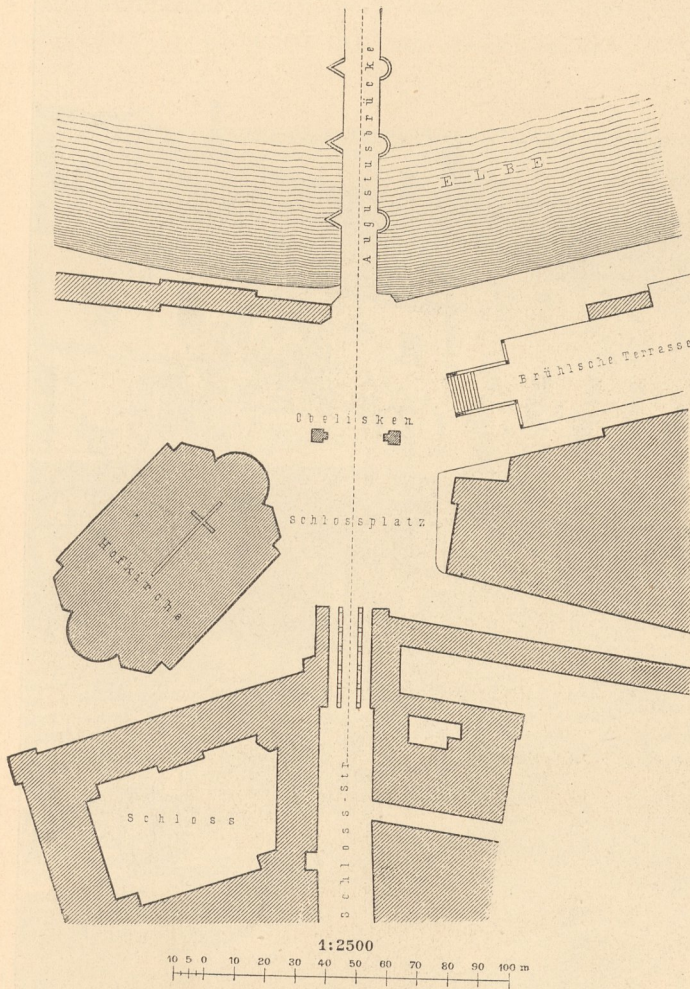 Augustusbrücke
ELBE
Brühlsche Terrasse
Obelisken
Schlossplatz
Hofkirche
Schloss
Schloss-Str
1:2500
10 5 0 10 20 30 40 50 60 70 80 90 100 m